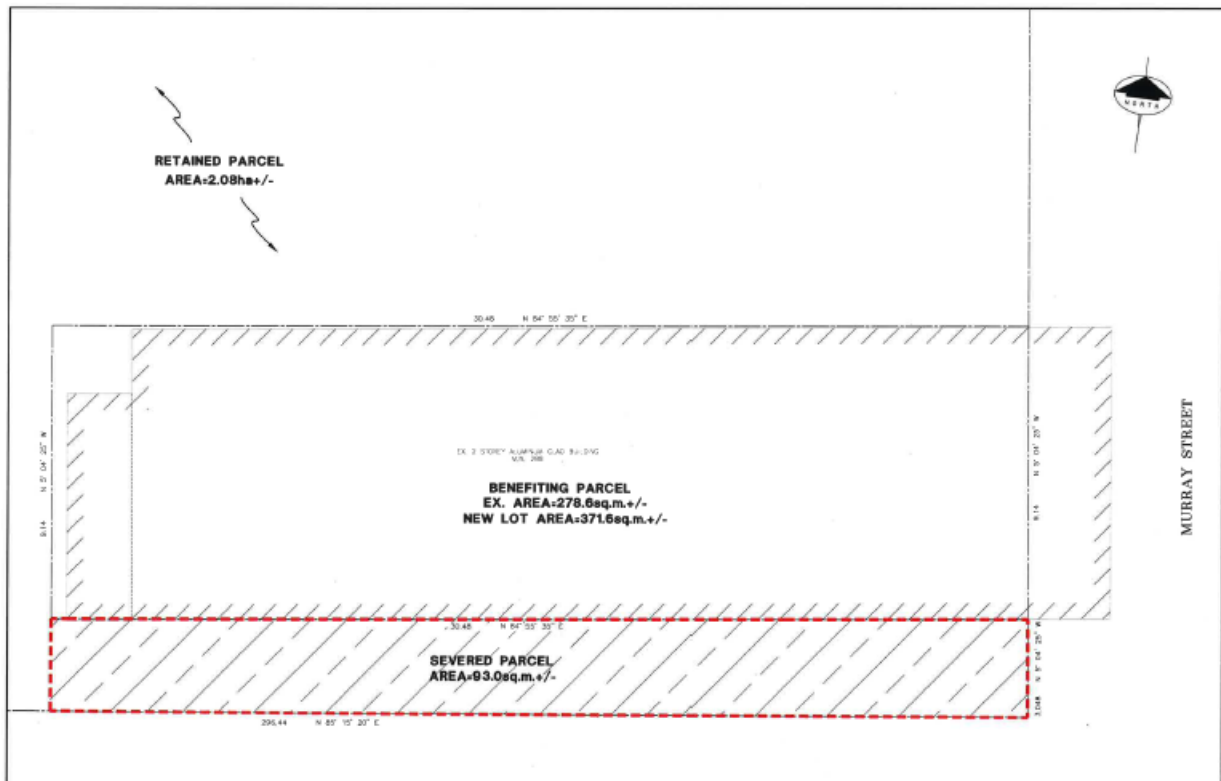 NORTH
RETAINED PARCEL
AREA=2.08ha+/-
30.48 N 84° 55' 35" E
N 5° 04' 25" W
9.14
EX. 2 STOREY ALUMINUM CLAD BUILDING
BENEFITING PARCEL
EX. AREA=278.6sq.m.+/-
NEW LOT AREA=371.6sq.m.+/-
N 5° 04' 25" W
9.14
MURRAY STREET
30.48 N 84° 55' 35" E
SEVERED PARCEL
AREA=93.0sq.m.+/-
N 5° 04' 25" W
3.048
296.44 N 85° 15' 20" E